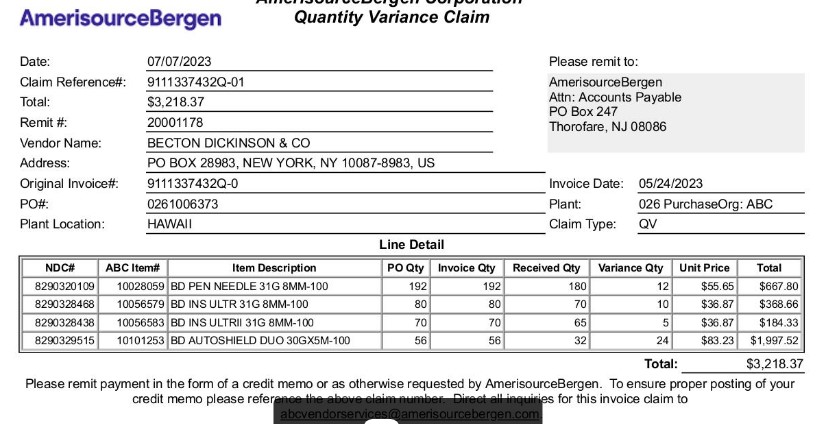 AmerisourceBergen
AmerisourceBergen Corporation
Quantity Variance Claim
Date: 07/07/2023
Please remit to:
Claim Reference#: 9111337432Q-01
AmerisourceBergen
Total: $3,218.37
Attn: Accounts Payable
Remit #: 20001178
PO Box 247
Thorofare, NJ 08086
Vendor Name: BECTON DICKINSON & CO
Address: PO BOX 28983, NEW YORK, NY 10087-8983, US
Original Invoice#: 9111337432Q-0 Invoice Date: 05/24/2023
PO#: 0261006373 Plant: 026 PurchaseOrg: ABC
Plant Location: HAWAII Claim Type: QV
Line Detail
NDC# ABC Item# Item Description PO Qty Invoice Qty Received Qty Variance Qty Unit Price Total
8290320109 10028059 BD PEN NEEDLE 31G 8MM-100 192 192 180 12 $55.65 $667.80
8290328468 10056579 BD INS ULTR 31G 8MM-100 80 80 70 10 $36.87 $368.66
8290328438 10056583 BD INS ULTRII 31G 8MM-100 70 70 65 5 $36.87 $184.33
8290329515 10101253 BD AUTOSHIELD DUO 30GX5M-100 56 56 32 24 $83.23 $1,997.52
Total: $3,218.37
Please remit payment in the form of a credit memo or as otherwise requested by AmerisourceBergen. To ensure proper posting of your
credit memo please reference the above claim number. Direct all inquiries for this invoice claim to
abcvendorservices@amerisourcebergen.com.